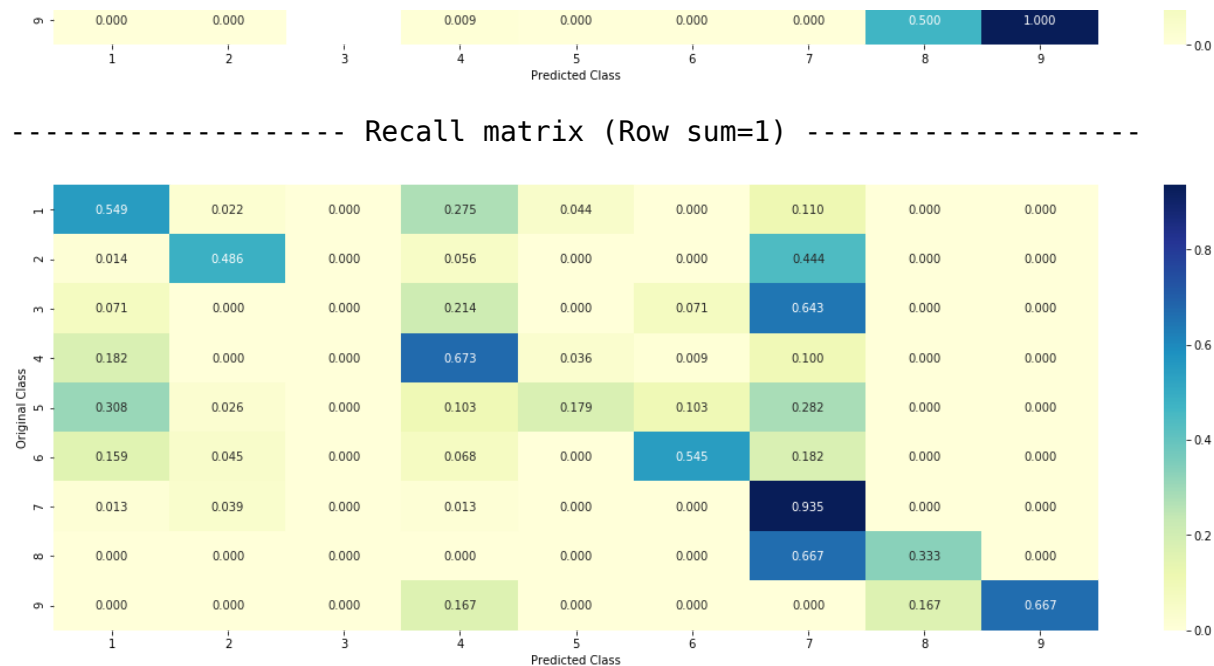 9 0.000 0.000 0.009 0.000 0.000 0.000 0.500 1.000
0.0
1 2 3 4 5 6 7 8 9
Predicted Class
-------------------- Recall matrix (Row sum=1) --------------------
Original Class
1 0.549 0.022 0.000 0.275 0.044 0.000 0.110 0.000 0.000
2 0.014 0.486 0.000 0.056 0.000 0.000 0.444 0.000 0.000
3 0.071 0.000 0.000 0.214 0.000 0.071 0.643 0.000 0.000
4 0.182 0.000 0.000 0.673 0.036 0.009 0.100 0.000 0.000
5 0.308 0.026 0.000 0.103 0.179 0.103 0.282 0.000 0.000
6 0.159 0.045 0.000 0.068 0.000 0.545 0.182 0.000 0.000
7 0.013 0.039 0.000 0.013 0.000 0.000 0.935 0.000 0.000
8 0.000 0.000 0.000 0.000 0.000 0.000 0.667 0.333 0.000
9 0.000 0.000 0.000 0.167 0.000 0.000 0.000 0.167 0.667
1 2 3 4 5 6 7 8 9
Predicted Class
0.8
0.6
0.4
0.2
0.0